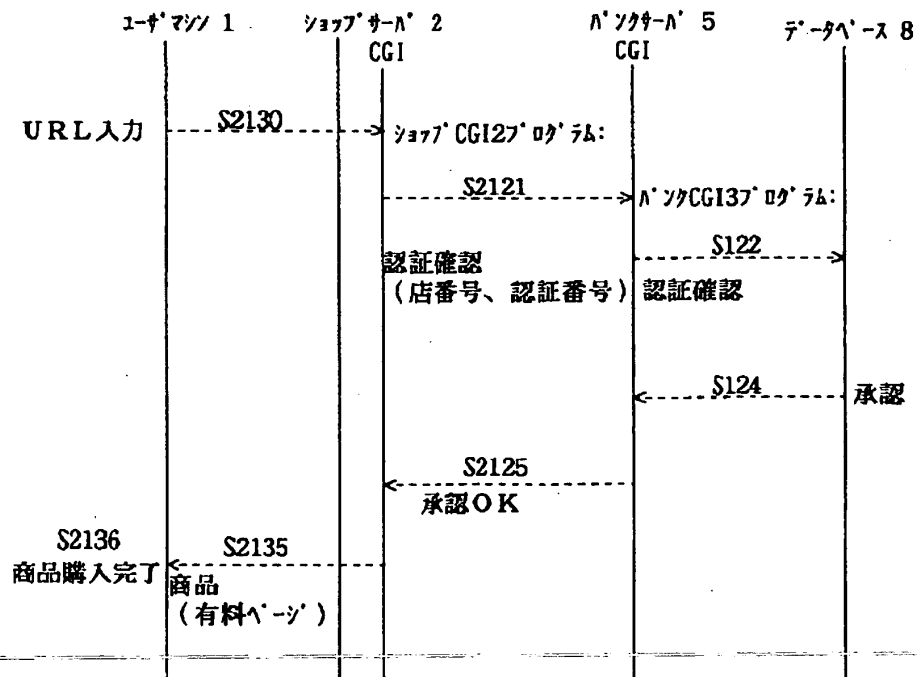 ユーザマシン 1
ショップサーバ 2
CGI
バンクサーバ 5
CGI
データベース 8
URL入力
S2130
ショップCGI2プログラム:
S2121
バンクCGI3プログラム:
S122
認証確認
(店番号、認証番号)
認証確認
S124
承認
S2125
承認OK
S2136
商品購入完了
S2135
商品
(有料ページ)